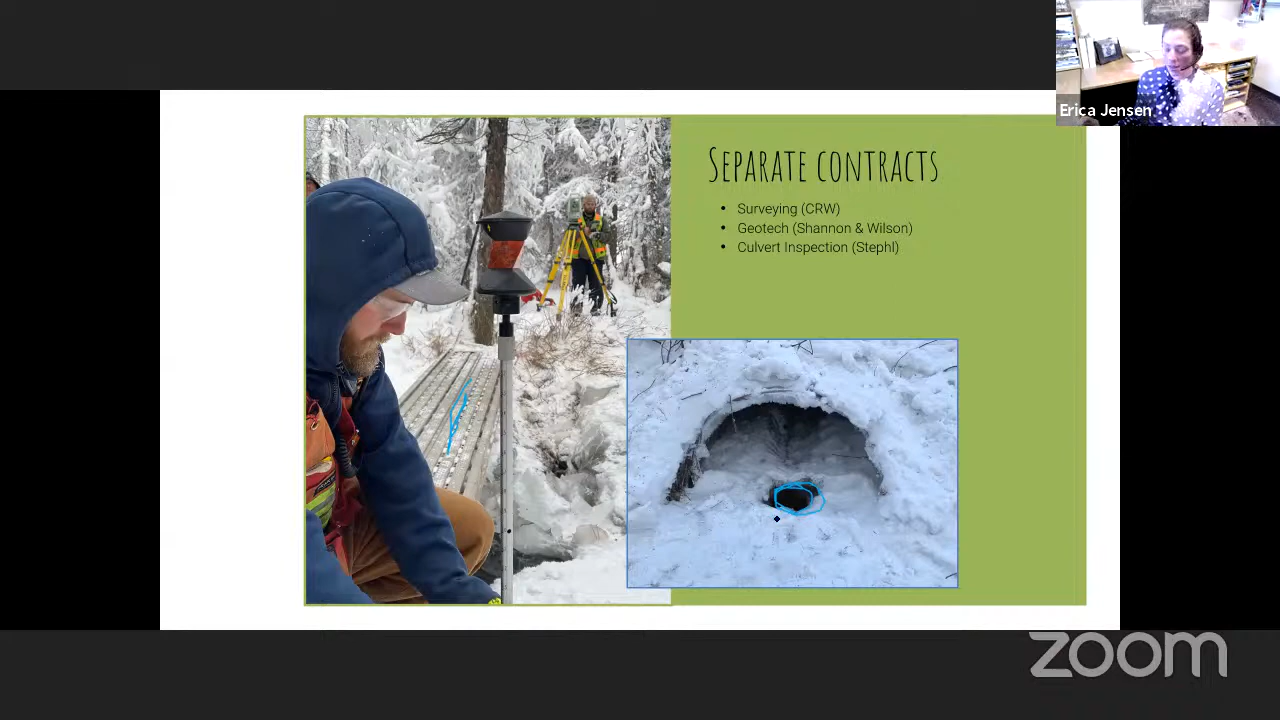 Erica Jensen
Separate contracts
• Surveying (CRW)
• Geotech (Shannon & Wilson)
• Culvert Inspection (Stephl)
zoom